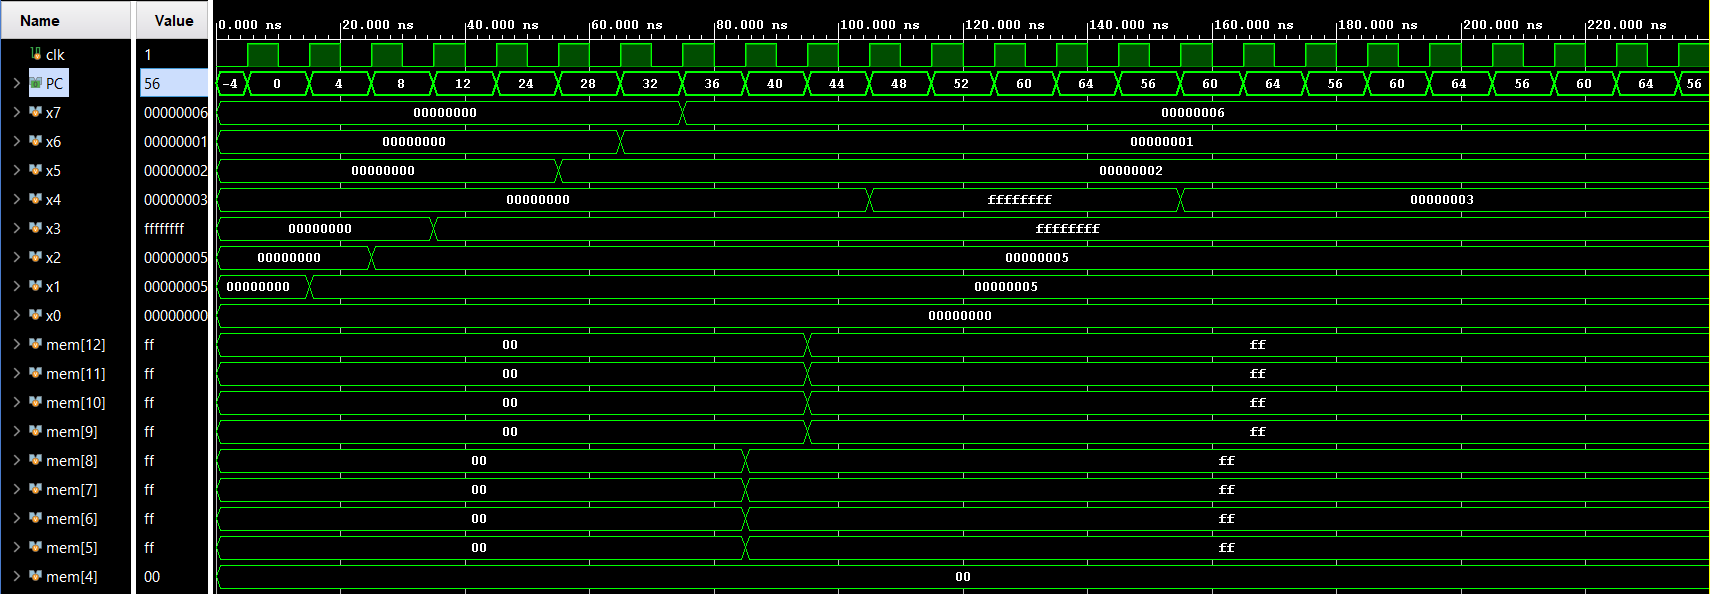 Name Value 0.000 ns 20.000 ns 40.000 ns 60.000 ns 80.000 ns 100.000 ns 120.000 ns 140.000 ns 160.000 ns 180.000 ns 200.000 ns 220.000 ns
clk 1
PC 56 -4 0 4 8 12 24 28 32 36 40 44 48 52 60 64 56 60 64 56 60 64 56 60 64 56
x7 00000006 00000000 00000006
x6 00000001 00000000 00000001
x5 00000002 00000000 00000002
x4 00000003 00000000 ffffffff 00000003
x3 ffffffff 00000000 ffffffff
x2 00000005 00000000 00000005
x1 00000005 00000000 00000005
x0 00000000 00000000
mem[12] ff 00 ff
mem[11] ff 00 ff
mem[10] ff 00 ff
mem[9] ff 00 ff
mem[8] ff 00 ff
mem[7] ff 00 ff
mem[6] ff 00 ff
mem[5] ff 00 ff
mem[4] 00 00